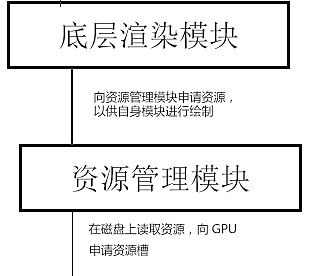 底层渲染模块
向资源管理模块申请资源，
以供自身模块进行绘制
资源管理模块
在磁盘上读取资源，向 GPU
申请资源槽